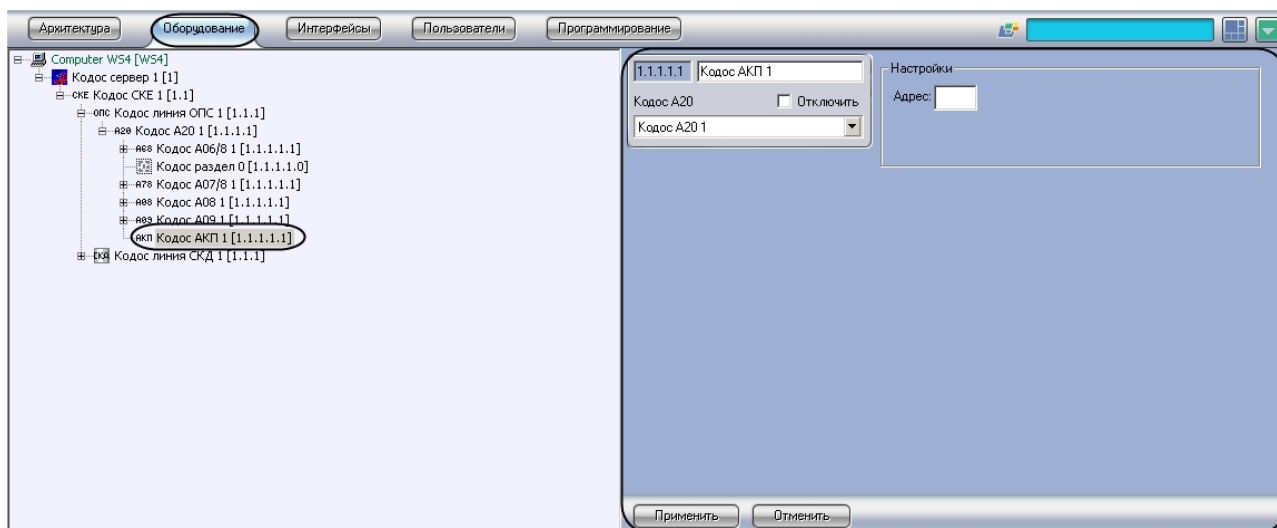 Архитектура Оборудование Интерфейсы Пользователи Программирование
Computer WS4 [WS4]
Кодос сервер 1 [1]
СКЕ Кодос СКЕ 1 [1.1]
ОПС Кодос линия ОПС 1 [1.1.1]
А20 Кодос А20 1 [1.1.1.1]
А68 Кодос А06/8 1 [1.1.1.1.1]
Кодос раздел 0 [1.1.1.1.0]
А78 Кодос А07/8 1 [1.1.1.1.1]
А08 Кодос А08 1 [1.1.1.1.1]
А09 Кодос А09 1 [1.1.1.1.1]
АКП Кодос АКП 1 [1.1.1.1.1]
СКД Кодос линия СКД 1 [1.1.1]
1.1.1.1.1 Кодос АКП 1
Кодос А20 Отключить
Кодос А20 1
Настройки
Адрес:
Применить Отменить